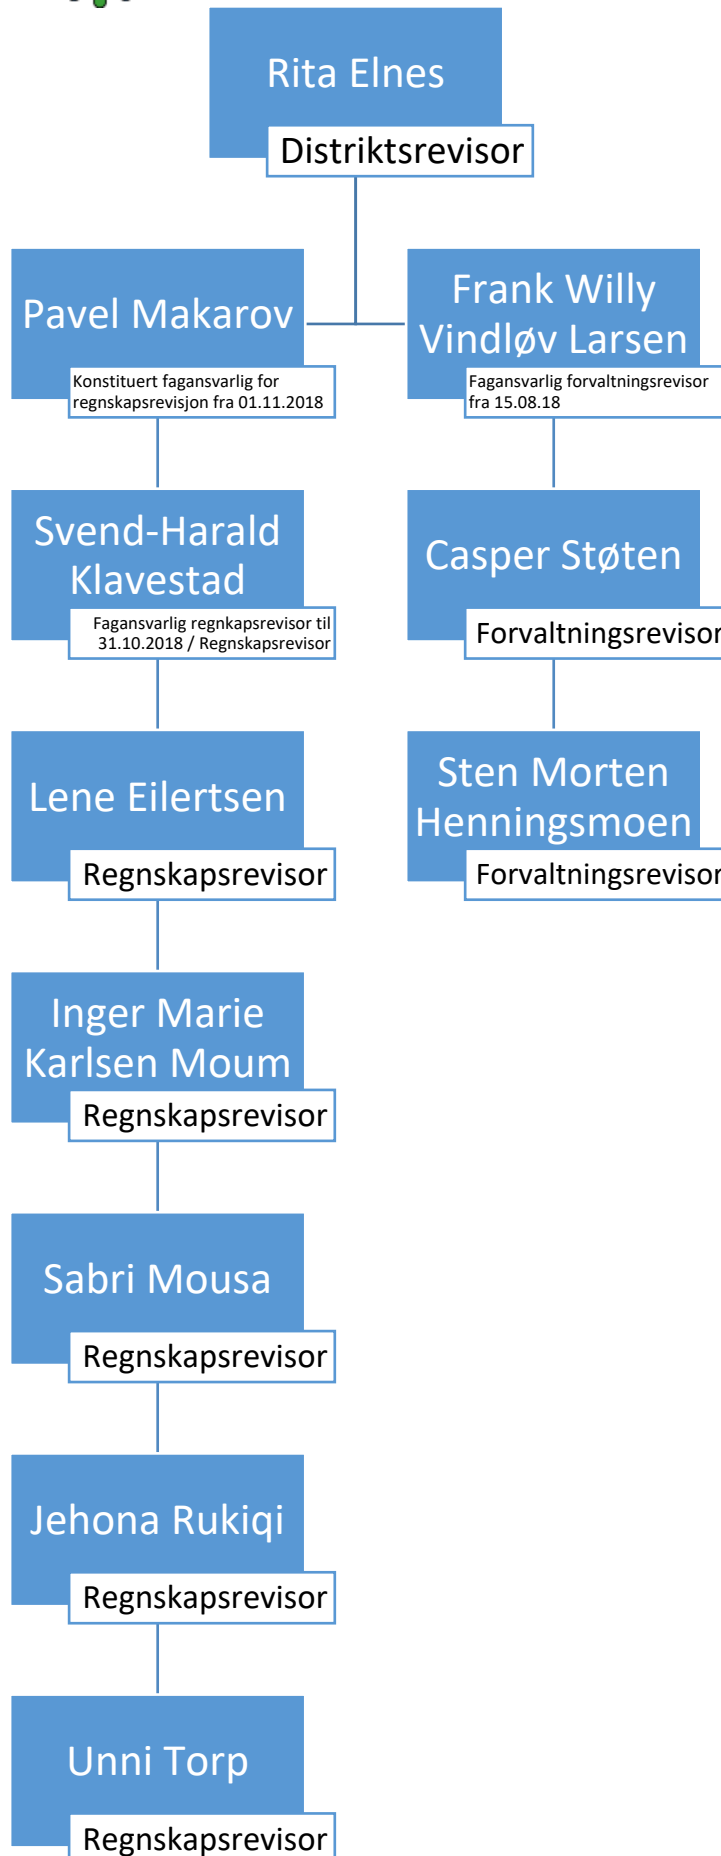 Rita Elnes
Distriktsrevisor
Pavel Makarov
Konstituert fagansvarlig for
regnskapsrevisjon fra 01.11.2018
Frank Willy
Vindløv Larsen
Fagansvarlig forvaltningsrevisor
fra 15.08.18
Svend-Harald
Klavestad
Fagansvarlig regnkapsrevisor til
31.10.2018 / Regnskapsrevisor
Casper Støten
Forvaltningsrevisor
Lene Eilertsen
Regnskapsrevisor
Sten Morten
Henningsmoen
Forvaltningsrevisor
Inger Marie
Karlsen Moum
Regnskapsrevisor
Sabri Mousa
Regnskapsrevisor
Jehona Rukiqi
Regnskapsrevisor
Unni Torp
Regnskapsrevisor